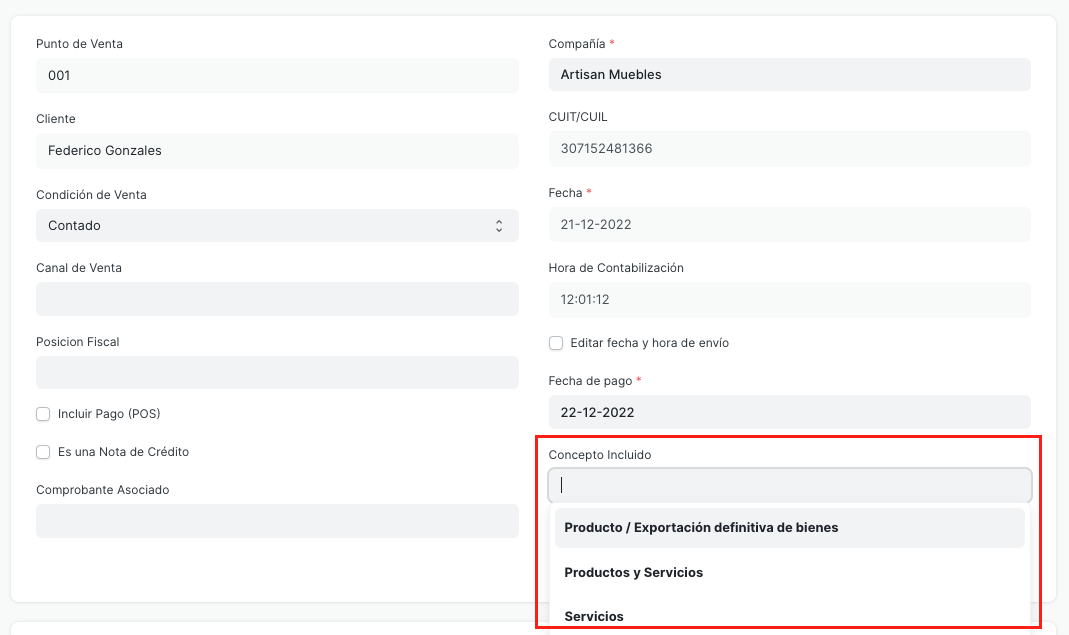 Punto de Venta
001
Cliente
Federico Gonzales
Condición de Venta
Contado
Canal de Venta
Posicion Fiscal
Incluir Pago (POS)
Es una Nota de Crédito
Comprobante Asociado
Compañía *
Artisan Muebles
CUIT/CUIL
307152481366
Fecha *
21-12-2022
Hora de Contabilización
12:01:12
Editar fecha y hora de envío
Fecha de pago *
22-12-2022
Concepto Incluido
Producto / Exportación definitiva de bienes
Productos y Servicios
Servicios